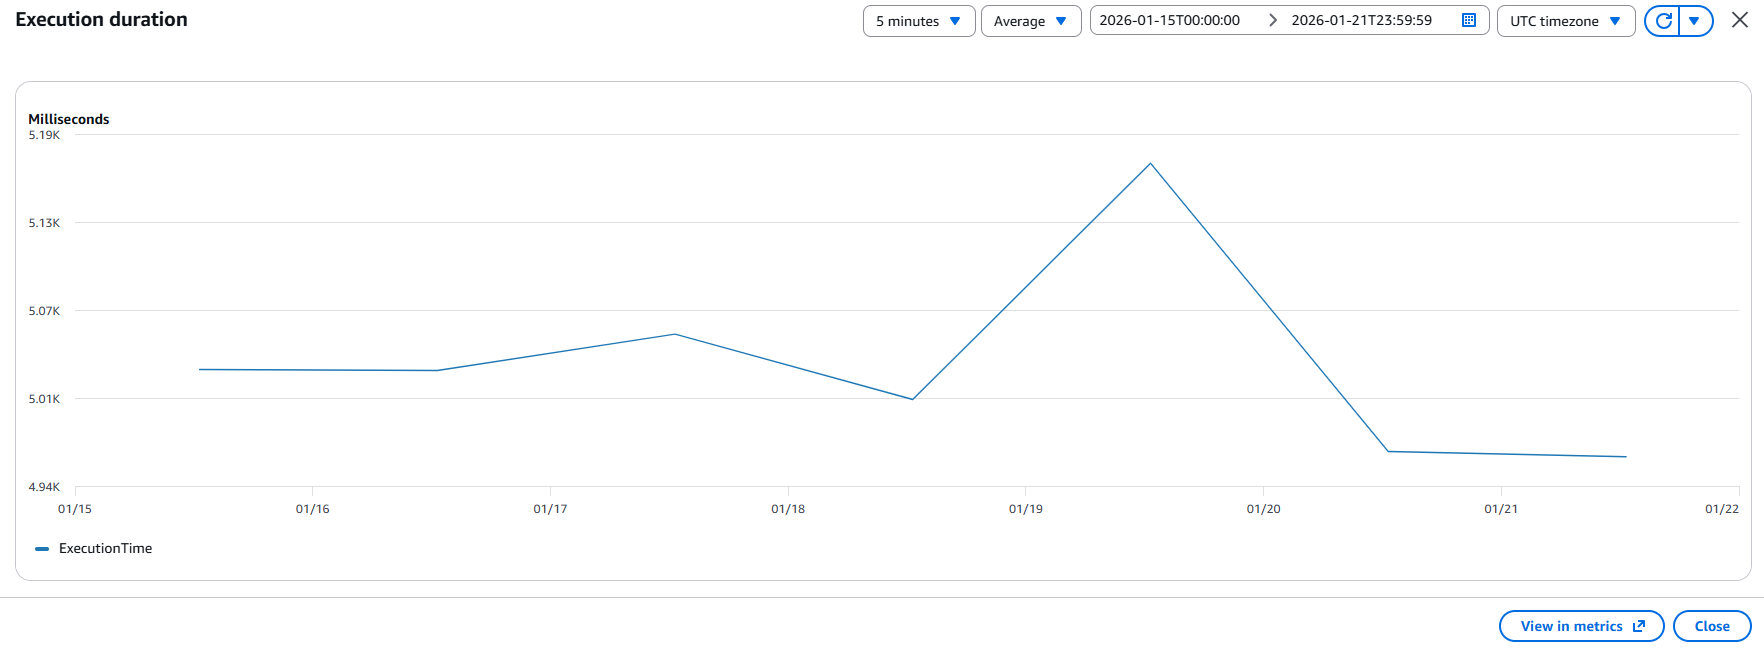 Execution duration
5 minutes
Average
2026-01-15T00:00:00
2026-01-21T23:59:59
UTC timezone
Milliseconds
5.19K
5.13K
5.07K
5.01K
4.94K
01/15 01/16 01/17 01/18 01/19 01/20 01/21 01/22
ExecutionTime
View in metrics
Close